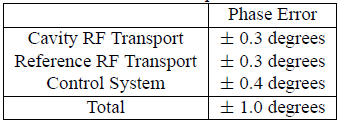 Phase Error
Cavity RF Transport ± 0.3 degrees
Reference RF Transport ± 0.3 degrees
Control System ± 0.4 degrees
Total ± 1.0 degrees